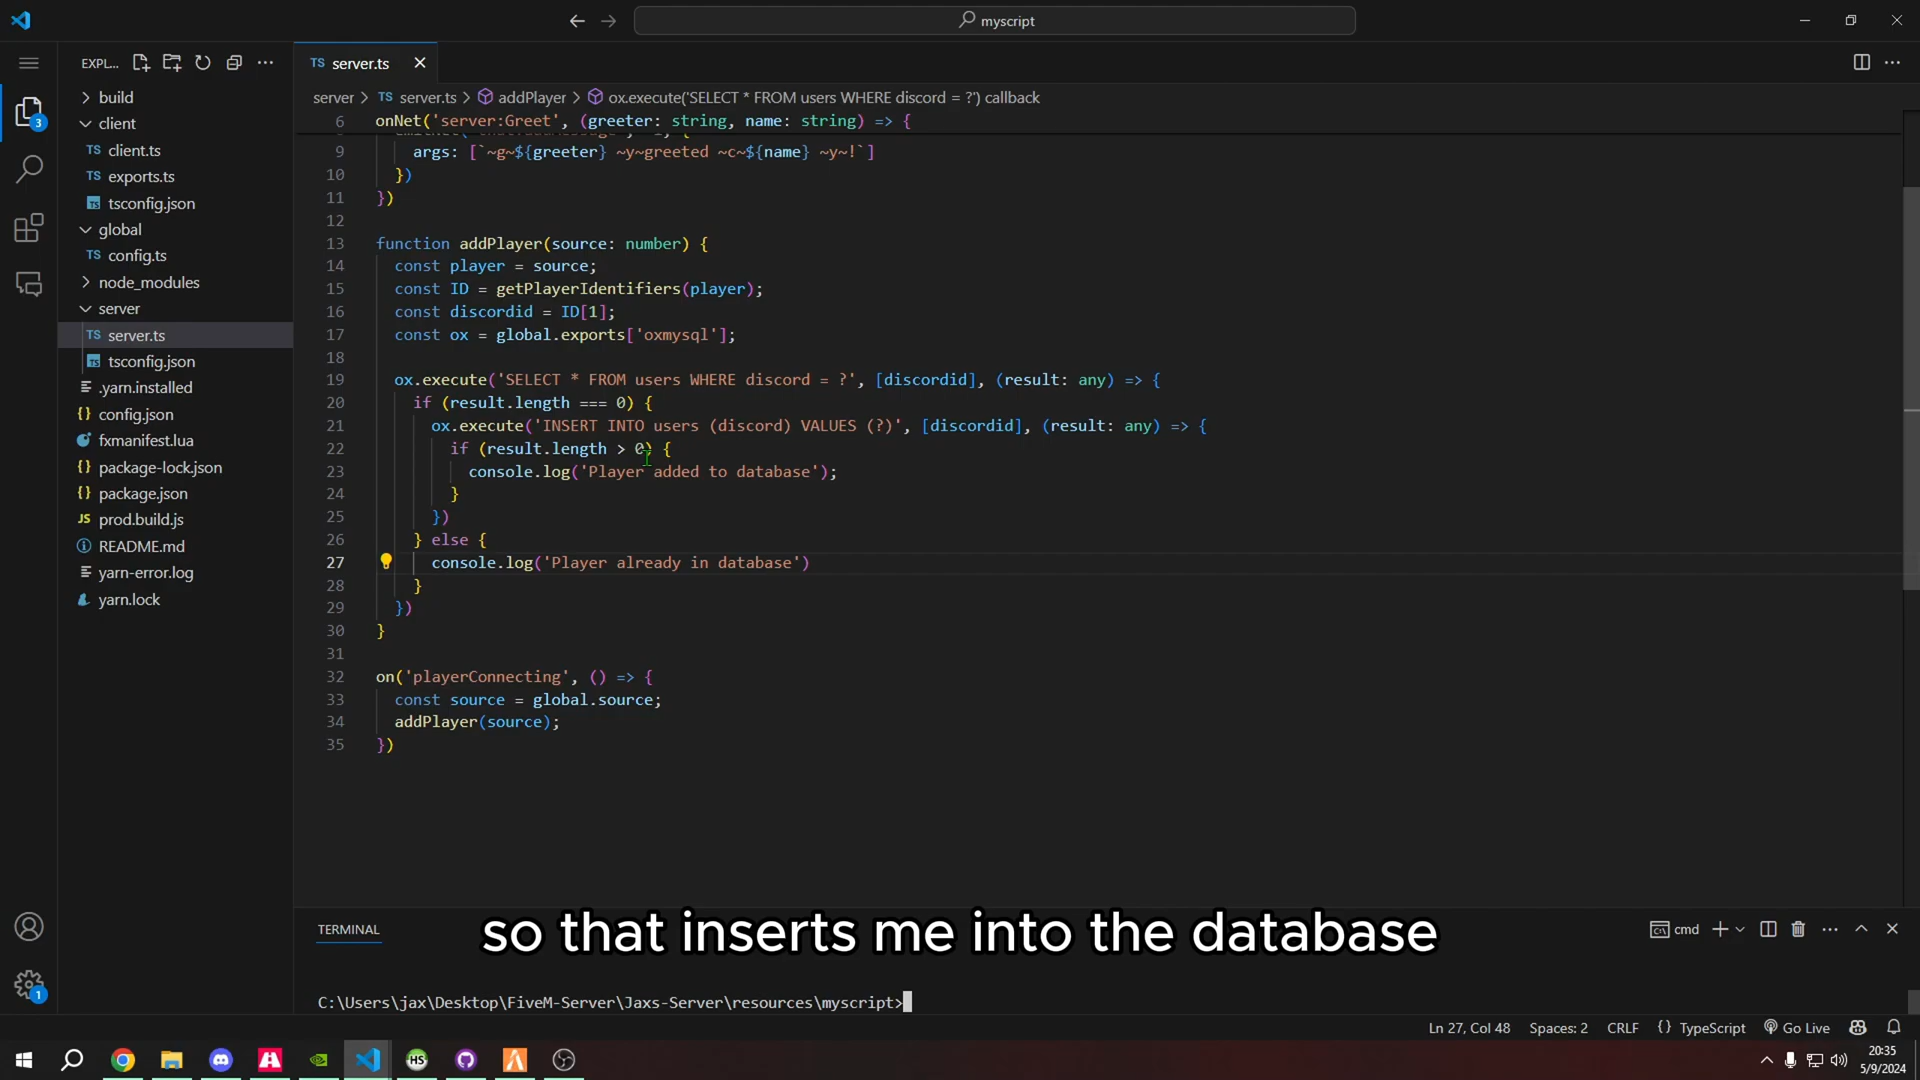 myscript
EXPL...
TS server.ts
build
client
TS client.ts
TS exports.ts
tsconfig.json
global
TS config.ts
node_modules
server
TS server.ts
tsconfig.json
.yarn.installed
{} config.json
fxmanifest.lua
{} package-lock.json
{} package.json
JS prod.build.js
README.md
yarn-error.log
yarn.lock
3
1
server > TS server.ts > addPlayer > ox.execute('SELECT * FROM users WHERE discord = ?') callback
6 onNet('server:Greet', (greeter: string, name: string) => {
9 args: [`~g~${greeter} ~y~greeted ~c~${name} ~y~!`]
10 })
11 })
12
13 function addPlayer(source: number) {
14 const player = source;
15 const ID = getPlayerIdentifiers(player);
16 const discordid = ID[1];
17 const ox = global.exports['oxmysql'];
18
19 ox.execute('SELECT * FROM users WHERE discord = ?', [discordid], (result: any) => {
20 if (result.length === 0) {
21 ox.execute('INSERT INTO users (discord) VALUES (?)', [discordid], (result: any) => {
22 if (result.length > 0) {
23 console.log('Player added to database');
24 }
25 })
26 } else {
27 console.log('Player already in database')
28 }
29 })
30 }
31
32 on('playerConnecting', () => {
33 const source = global.source;
34 addPlayer(source);
35 })
TERMINAL
cmd
so that inserts me into the database
C:\Users\jax\Desktop\FiveM-Server\Jaxs-Server\resources\myscript>
Ln 27, Col 48 Spaces: 2 CRLF {} TypeScript Go Live
HS
20:35
5/9/2024